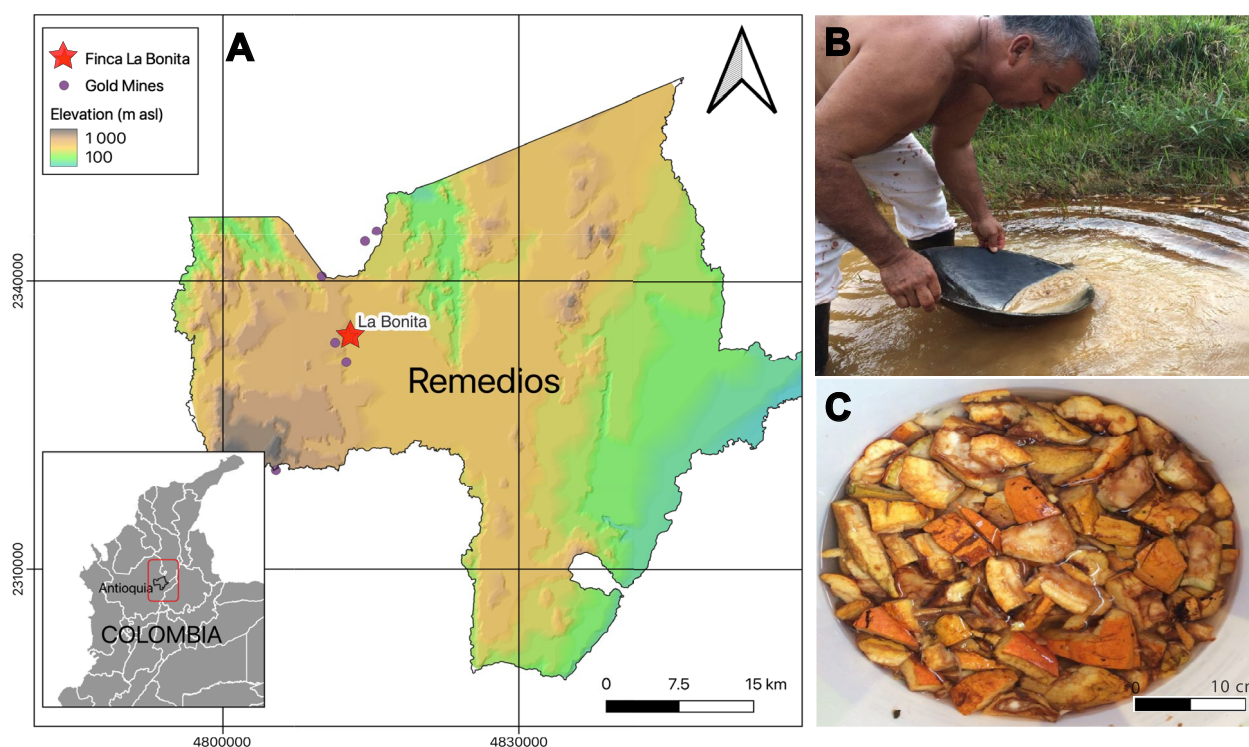 A
Finca La Bonita
Gold Mines
Elevation (m asl)
1 000
100
La Bonita
Remedios
2340000
2310000
4800000
4830000
0 7.5 15 km
Antioquia
COLOMBIA
B
C
0 10 cm